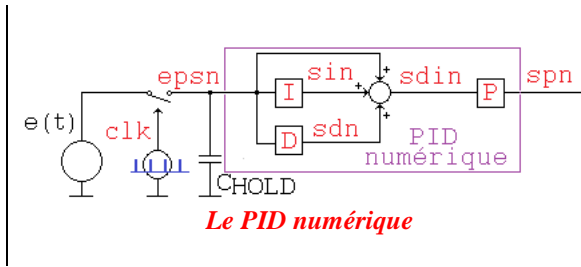 epsn
sin
sdin
spn
I
P
e(t)
clk
D
sdn
PID
numérique
CHOLD
+
+
+
Le PID numérique